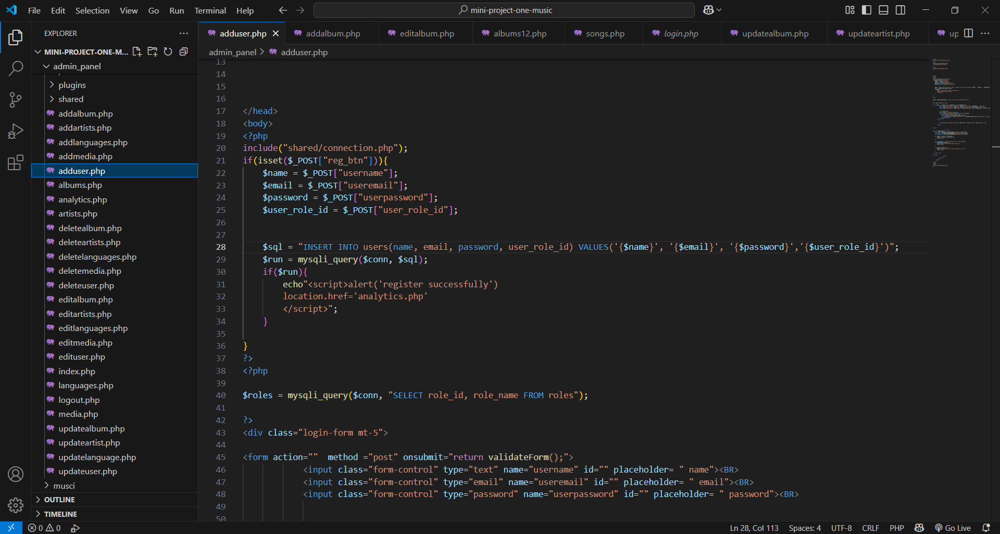 File Edit Selection View Go Run Terminal Help
mini-project-one-music
EXPLORER
MINI-PROJECT-ONE-M...
admin_panel
plugins
shared
addalbum.php
addartists.php
addlanguages.php
addmedia.php
adduser.php
albums.php
analytics.php
artists.php
deletealbum.php
deleteartists.php
deletelanguages.php
deletemedia.php
deleteuser.php
editalbum.php
editartists.php
editlanguages.php
editmedia.php
edituser.php
index.php
languages.php
logout.php
media.php
updatealbum.php
updateartist.php
updatelanguage.php
updateuser.php
musci
OUTLINE
TIMELINE
adduser.php addalbum.php editalbum.php albums12.php songs.php login.php updatealbum.php updateartist.php up
admin_panel > adduser.php
13
14
15
16
17 </head>
18 <body>
19 <?php
20 include("shared/connection.php");
21 if(isset($_POST["reg_btn"])){
22 $name = $_POST["username"];
23 $email = $_POST["useremail"];
24 $password = $_POST["userpassword"];
25 $user_role_id = $_POST["user_role_id"];
26
27
28 $sql = "INSERT INTO users(name, email, password, user_role_id) VALUES('{$name}', '{$email}', '{$password}','{$user_role_id}')";
29 $run = mysqli_query($conn, $sql);
30 if($run){
31 echo"<script>alert('register successfully')
32 location.href='analytics.php'
33 </script>";
34 }
35
36 }
37 ?>
38 <?php
39
40 $roles = mysqli_query($conn, "SELECT role_id, role_name FROM roles");
41
42 ?>
43 <div class="login-form mt-5">
44
45 <form action=""  method ="post" onsubmit="return validateForm();">
46 <input class="form-control" type="text" name="username" id="" placeholder= " name"><BR>
47 <input class="form-control" type="email" name="useremail" id="" placeholder= " email"><BR>
48 <input class="form-control" type="password" name="userpassword" id="" placeholder= " password"><BR>
49
50
0 0
Ln 28, Col 113 Spaces: 4 UTF-8 CRLF PHP Go Live